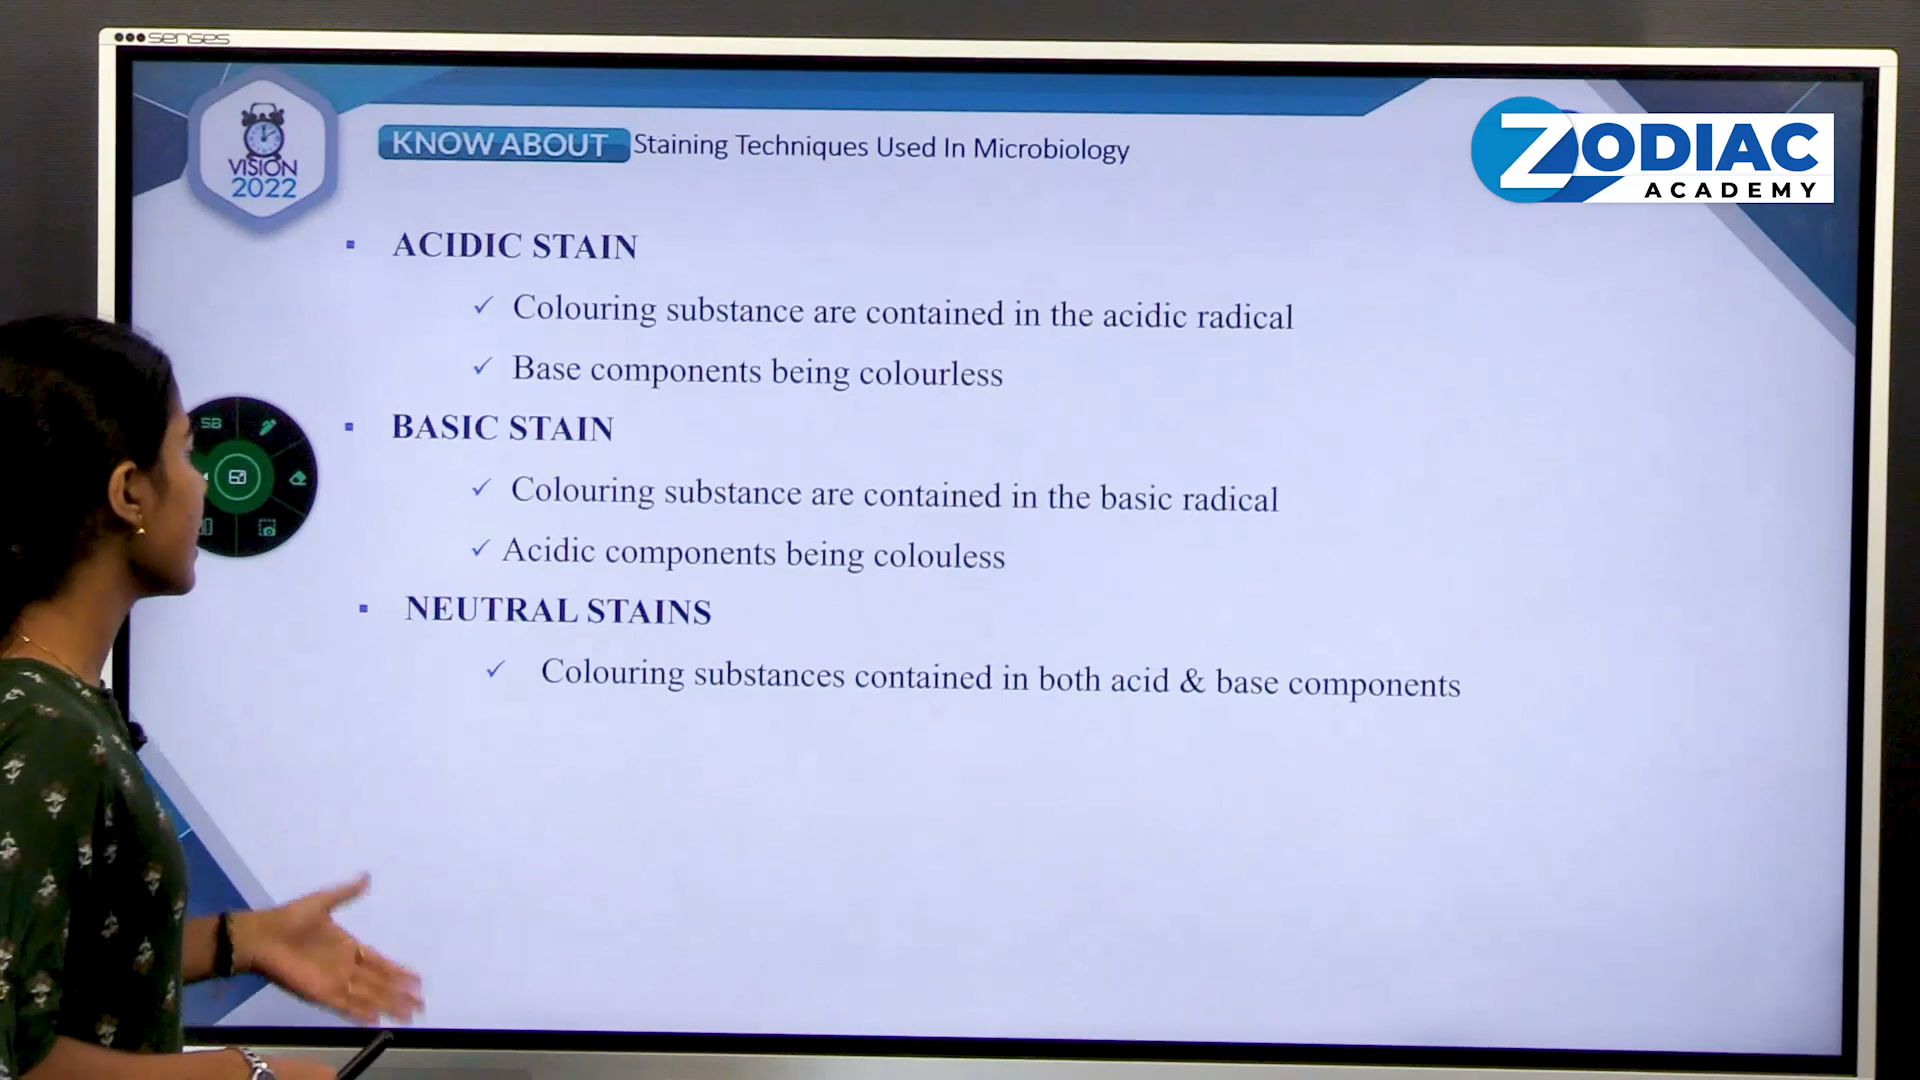 senses
VISION
2022
KNOW ABOUT Staining Techniques Used In Microbiology
ZODIAC
ACADEMY
▪ ACIDIC STAIN
✓ Colouring substance are contained in the acidic radical
✓ Base components being colourless
▪ BASIC STAIN
✓ Colouring substance are contained in the basic radical
✓ Acidic components being colouless
▪ NEUTRAL STAINS
✓ Colouring substances contained in both acid & base components
SB